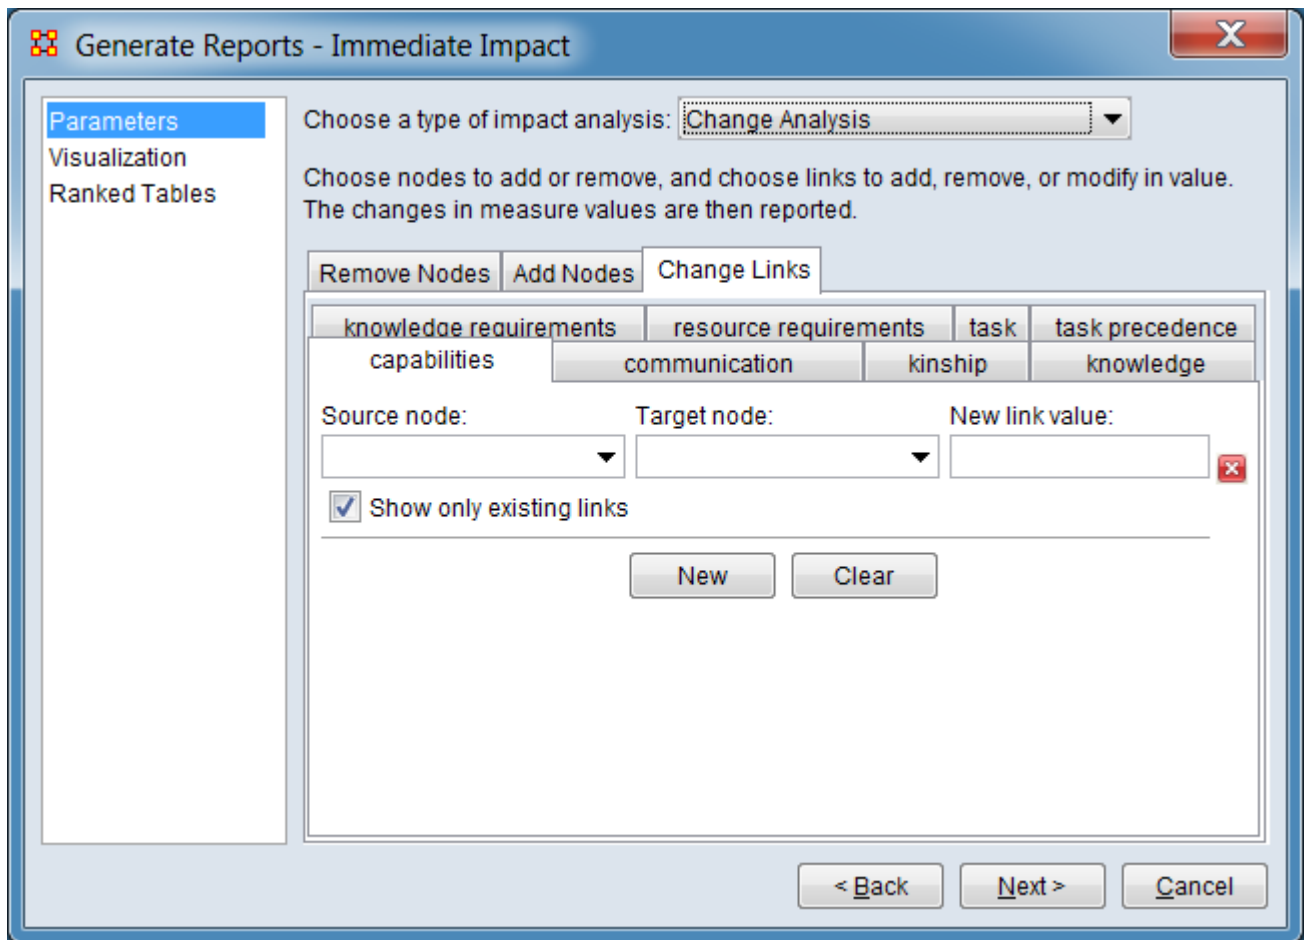 Generate Reports - Immediate Impact
X
Parameters
Visualization
Ranked Tables
Choose a type of impact analysis: Change Analysis
Choose nodes to add or remove, and choose links to add, remove, or modify in value.
The changes in measure values are then reported.
Remove Nodes Add Nodes Change Links
knowledge requirements resource requirements task task precedence
capabilities communication kinship knowledge
Source node: Target node: New link value:
Show only existing links
New Clear
< Back Next > Cancel